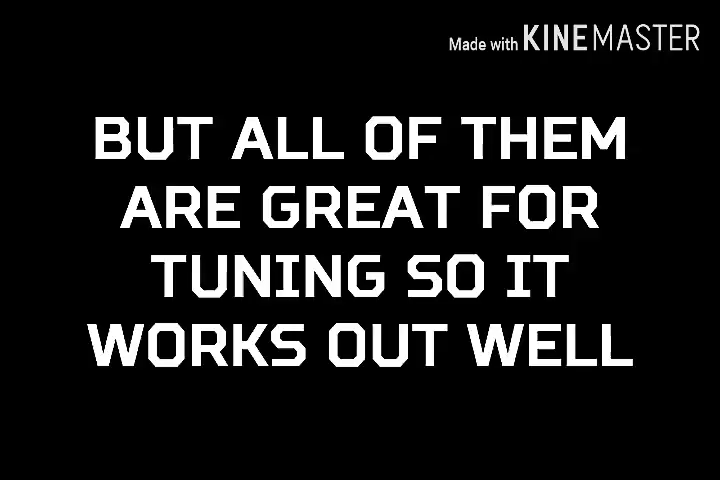 Made with KINEMASTER
BUT ALL OF THEM
ARE GREAT FOR
TUNING SO IT
WORKS OUT WELL